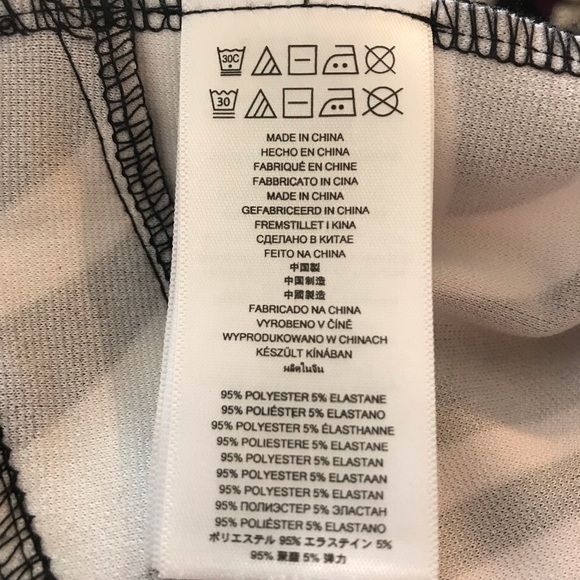 30C
30
MADE IN CHINA
HECHO EN CHINA
FABRIQUÉ EN CHINE
FABBRICATO IN CINA
MADE IN CHINA
GEFABRICEERD IN CHINA
FREMSTILLET I KINA
СДЕЛАНО В КИТАЕ
FEITO NA CHINA
中国製
中国制造
中國製造
FABRICADO NA CHINA
VYROBENO V ČÍNĚ
WYPRODUKOWANO W CHINACH
KÉSZÜLT KÍNÁBAN
ผลิตในจีน
95% POLYESTER 5% ELASTANE
95% POLIÉSTER 5% ELASTANO
95% POLYESTER 5% ÉLASTHANNE
95% POLIESTERE 5% ELASTANE
95% POLYESTER 5% ELASTAN
95% POLYESTER 5% ELASTAAN
95% POLYESTER 5% ELASTAN
95% ПОЛИЭСТЕР 5% ЭЛАСТАН
95% POLIÉSTER 5% ELASTANO
ポリエステル 95% エラステイン 5%
95% 聚酯 5% 弹力